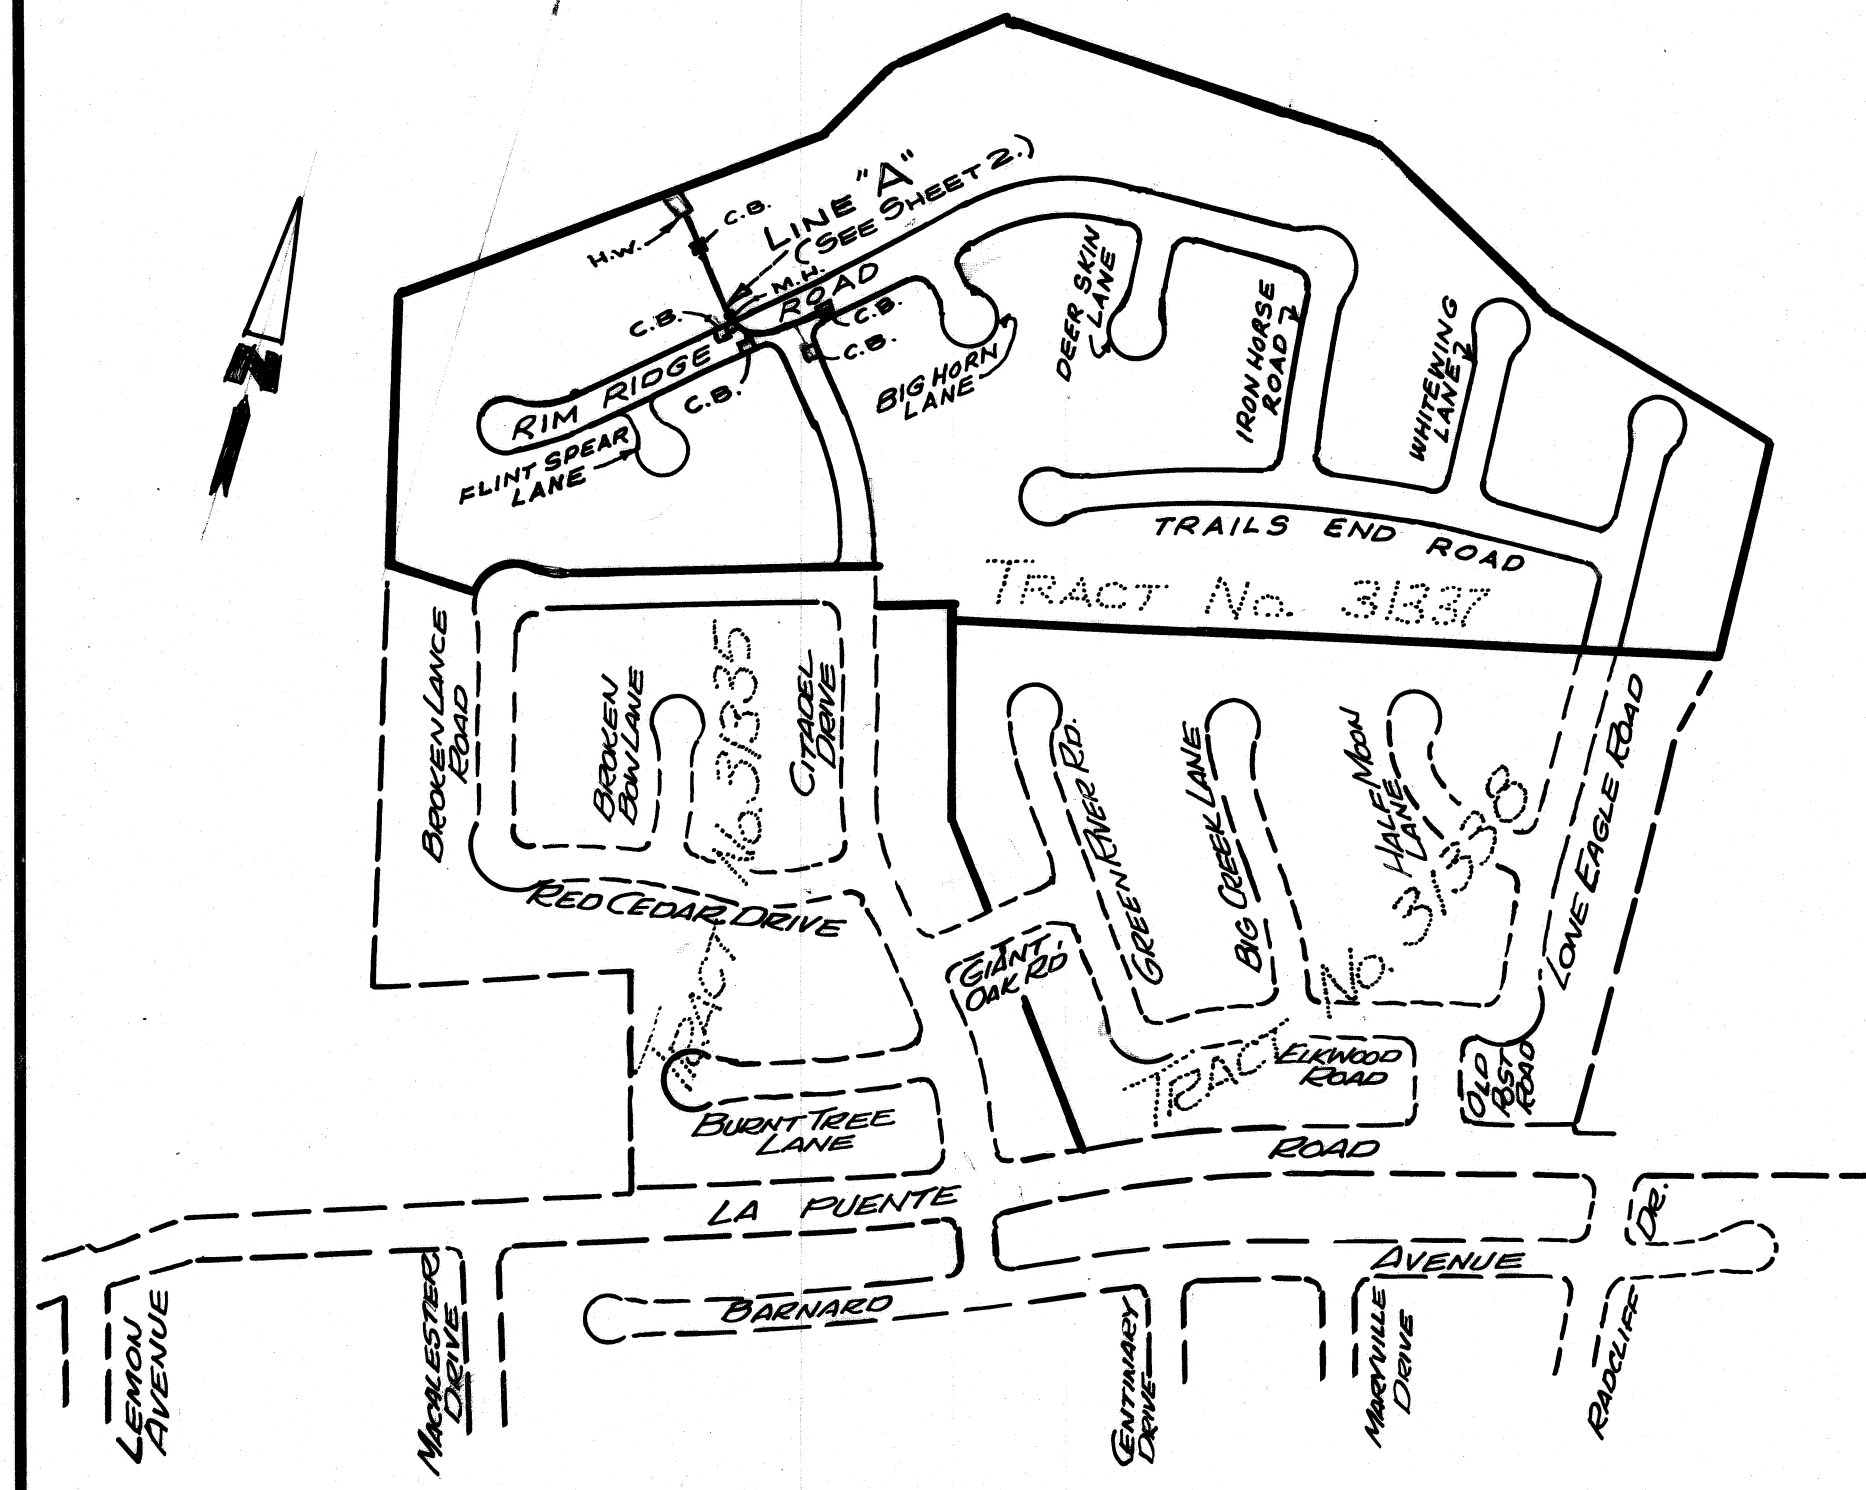 LINE "A"
(SEE SHEET 2.)
C.B.
H.W.
M.H.
C.B.
C.B.
C.B.
C.B.
RIM RIDGE ROAD
FLINT SPEAR
LANE
BIG HORN
LANE
DEER SKIN
LANE
IRON HORSE
ROAD
WHITEWING
LANE
N
TRAILS END ROAD
TRACT No. 31337
BROKEN LANCE
ROAD
BROKEN
BOW LANE
TRACT No. 31335
CITADEL
DRIVE
RED CEDAR DRIVE
GREEN RIVER RD.
BIG CREEK LANE
HALF MOON
LANE
TRACT No. 31338
LONE EAGLE ROAD
GIANT
OAK RD.
ELKWOOD
ROAD
OLD
POST
ROAD
BURNT TREE
LANE
LA PUENTE ROAD
BARNARD AVENUE
LEMON
AVENUE
MACALESTER
DRIVE
CENTINIARY
DRIVE
MARYVILLE
DRIVE
RADCLIFF DR.